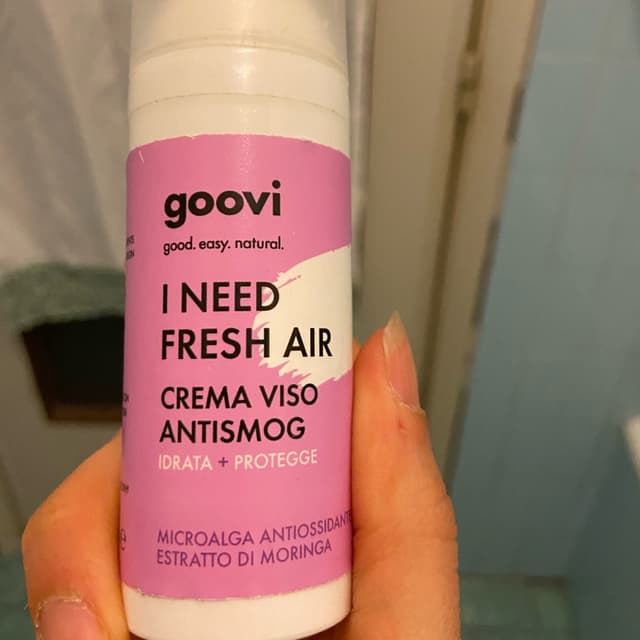 goovi
good. easy. natural.
I NEED
FRESH AIR
CREMA VISO
ANTISMOG
IDRATA + PROTEGGE
MICROALGA ANTIOSSIDANTE
ESTRATTO DI MORINGA